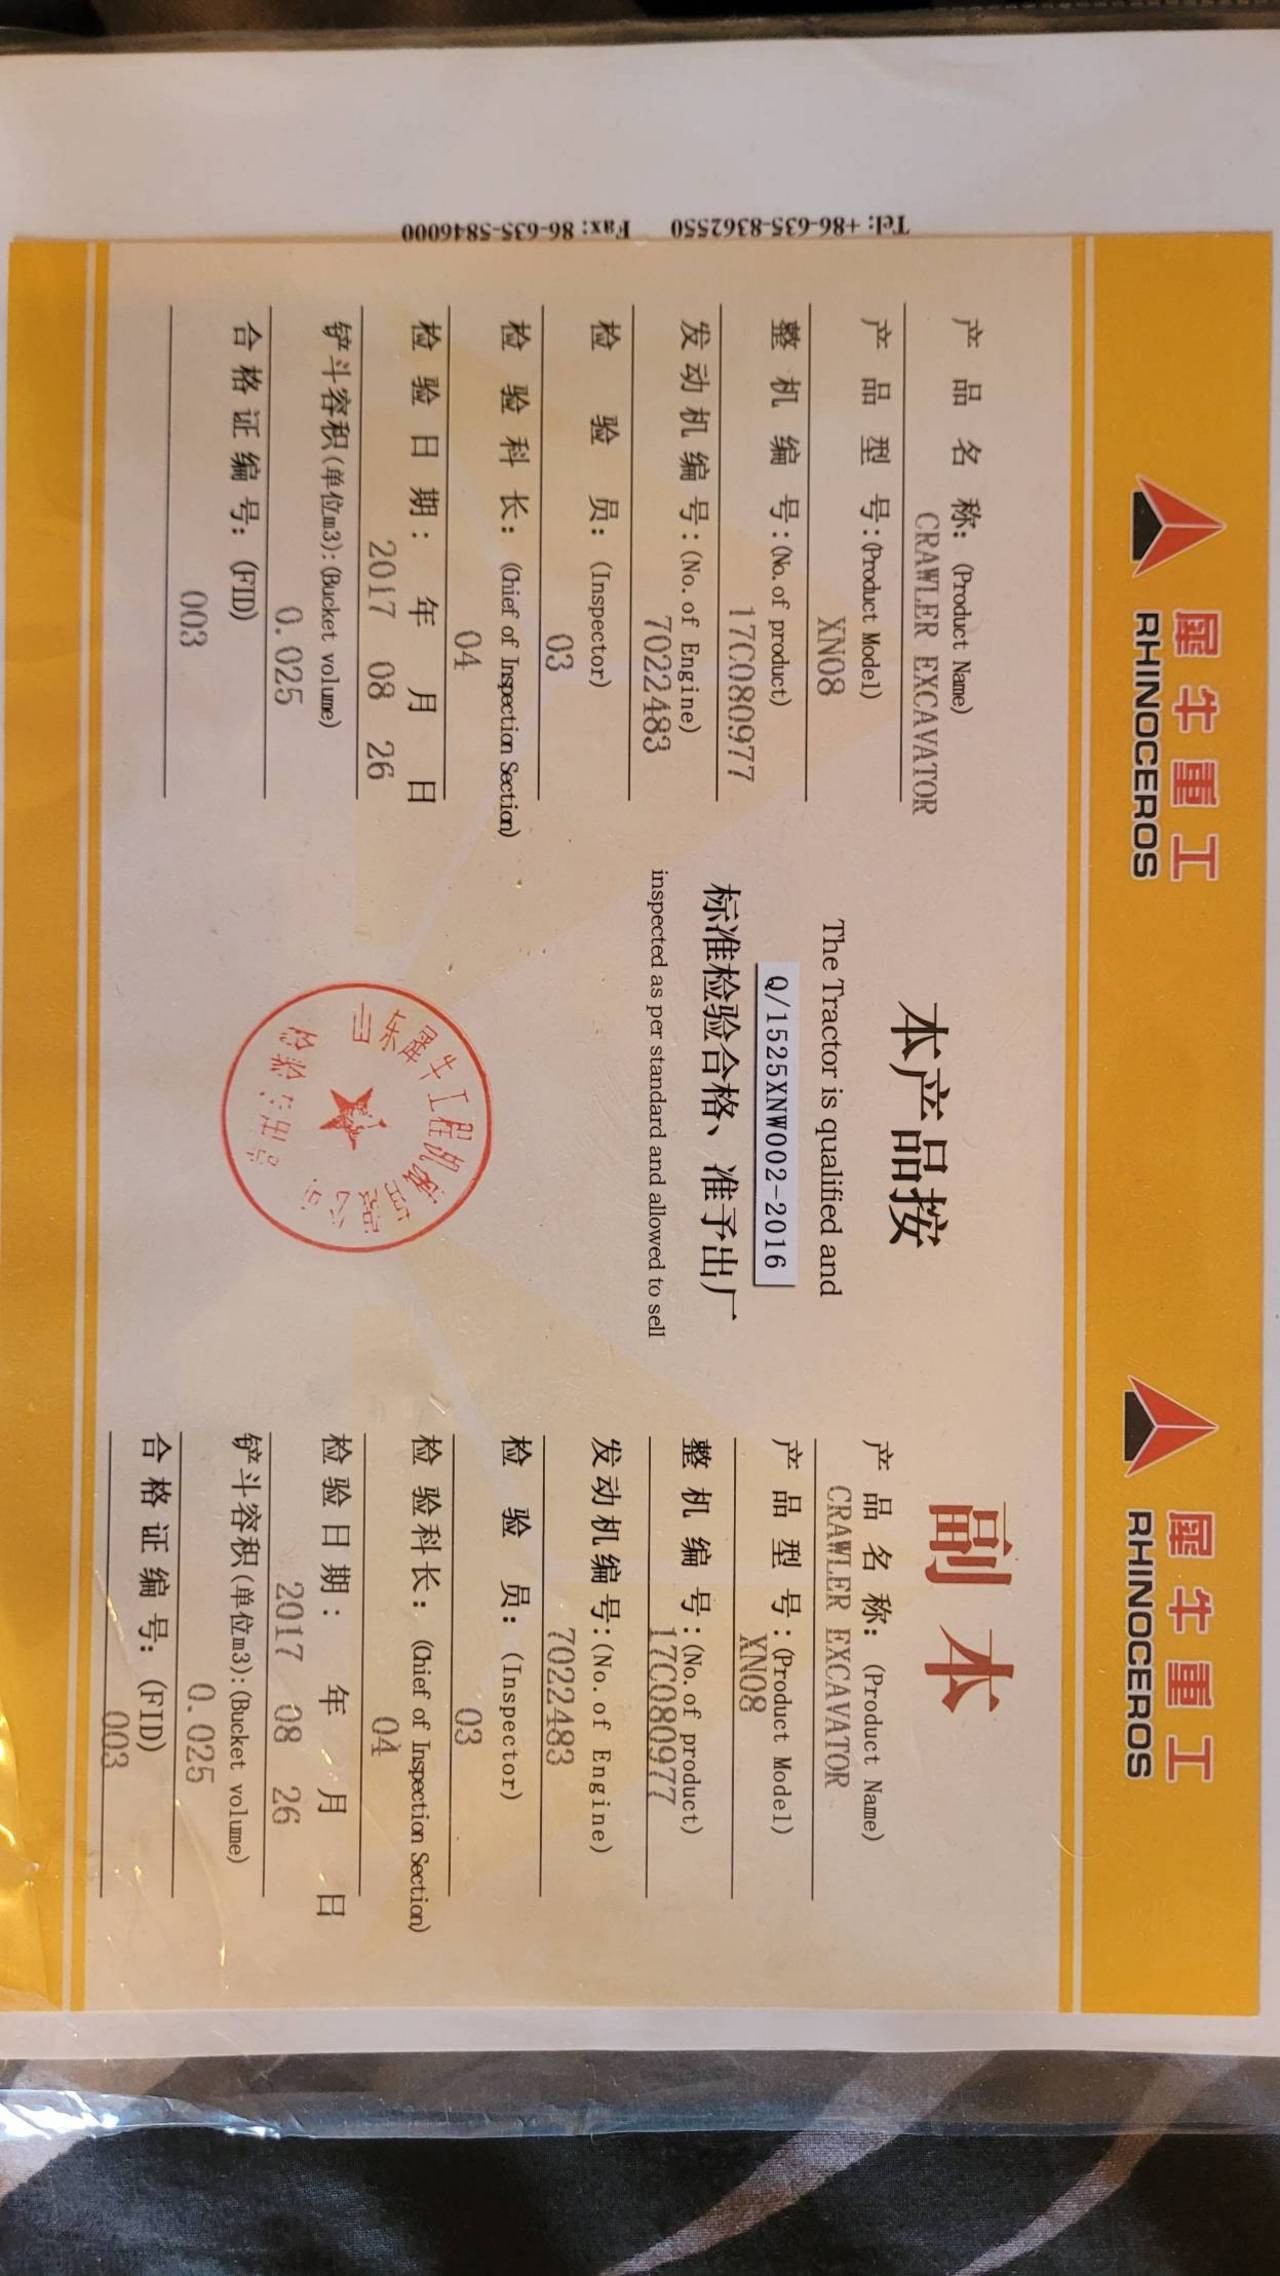 Tel: +86-635-8362550 Fax: 86-635-5846000
犀牛重工
RHINOCEROS
产品名称: (Product Name)
CRAWLER EXCAVATOR
产品型号:(Product Model)
XN08
整机编号:(No.of product)
17C080977
发动机编号:(No. of Engine)
7022483
检验员: (Inspector)
03
检验科长: (Chief of Inspection Section)
04
检验日期: 年 月 日
2017 08 26
铲斗容积(单位m3):(Bucket volume)
0.025
合格证编号: (FID)
003
本产品按
The Tractor is qualified and
Q/1525XNW002-2016
标准检验合格、准予出厂
inspected as per standard and allowed to sell
山东犀牛工程机械
公司
犀牛重工
RHINOCEROS
副本
产品名称: (Product Name)
CRAWLER EXCAVATOR
产品型号:(Product Model)
XN08
整机编号:(No. of product)
17C080977
发动机编号:(No. of Engine)
7022483
检验员: (Inspector)
03
检验科长: (Chief of Inspection Section)
04
检验日期: 年 月 日
2017 08 26
铲斗容积(单位m3):(Bucket volume)
0.025
合格证编号: (FID)
003